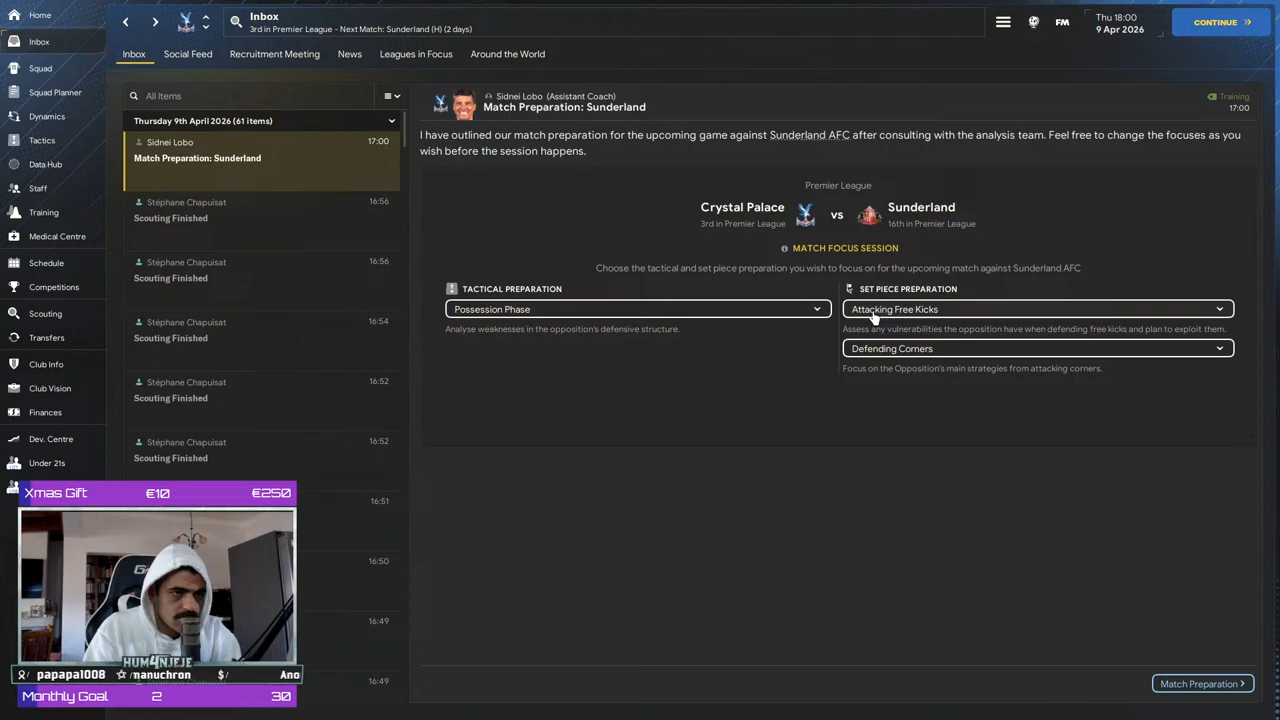 Home
Inbox
Squad
Squad Planner
Dynamics
Tactics
Data Hub
Staff
Training
Medical Centre
Schedule
Competitions
Scouting
Transfers
Club Info
Club Vision
Finances
Dev. Centre
Under 21s
Inbox
3rd in Premier League - Next Match: Sunderland (H) (2 days)
FM
Thu 18:00
9 Apr 2026
CONTINUE
Inbox
Social Feed
Recruitment Meeting
News
Leagues in Focus
Around the World
All Items
Thursday 9th April 2026 (61 items)
Sidnei Lobo 17:00
Match Preparation: Sunderland
Stéphane Chapuisat 16:56
Scouting Finished
Stéphane Chapuisat 16:56
Scouting Finished
Stéphane Chapuisat 16:54
Scouting Finished
Stéphane Chapuisat 16:52
Scouting Finished
Stéphane Chapuisat 16:52
Scouting Finished
16:51
16:50
16:49
16:49
Sidnei Lobo (Assistant Coach)
Match Preparation: Sunderland
Training
17:00
I have outlined our match preparation for the upcoming game against Sunderland AFC after consulting with the analysis team. Feel free to change the focuses as you
wish before the session happens.
Premier League
Crystal Palace vs Sunderland
3rd in Premier League 16th in Premier League
MATCH FOCUS SESSION
Choose the tactical and set piece preparation you wish to focus on for the upcoming match against Sunderland AFC
TACTICAL PREPARATION
Possession Phase
Analyse weaknesses in the opposition's defensive structure.
SET PIECE PREPARATION
Attacking Free Kicks
Assess any vulnerabilities the opposition have when defending free kicks and plan to exploit them.
Defending Corners
Focus on the Opposition's main strategies from attacking corners.
Match Preparation
Xmas Gift €10 €250
HUM4NJEJE
papapa1008 manuchron $/ Ano
Monthly Goal 2 30